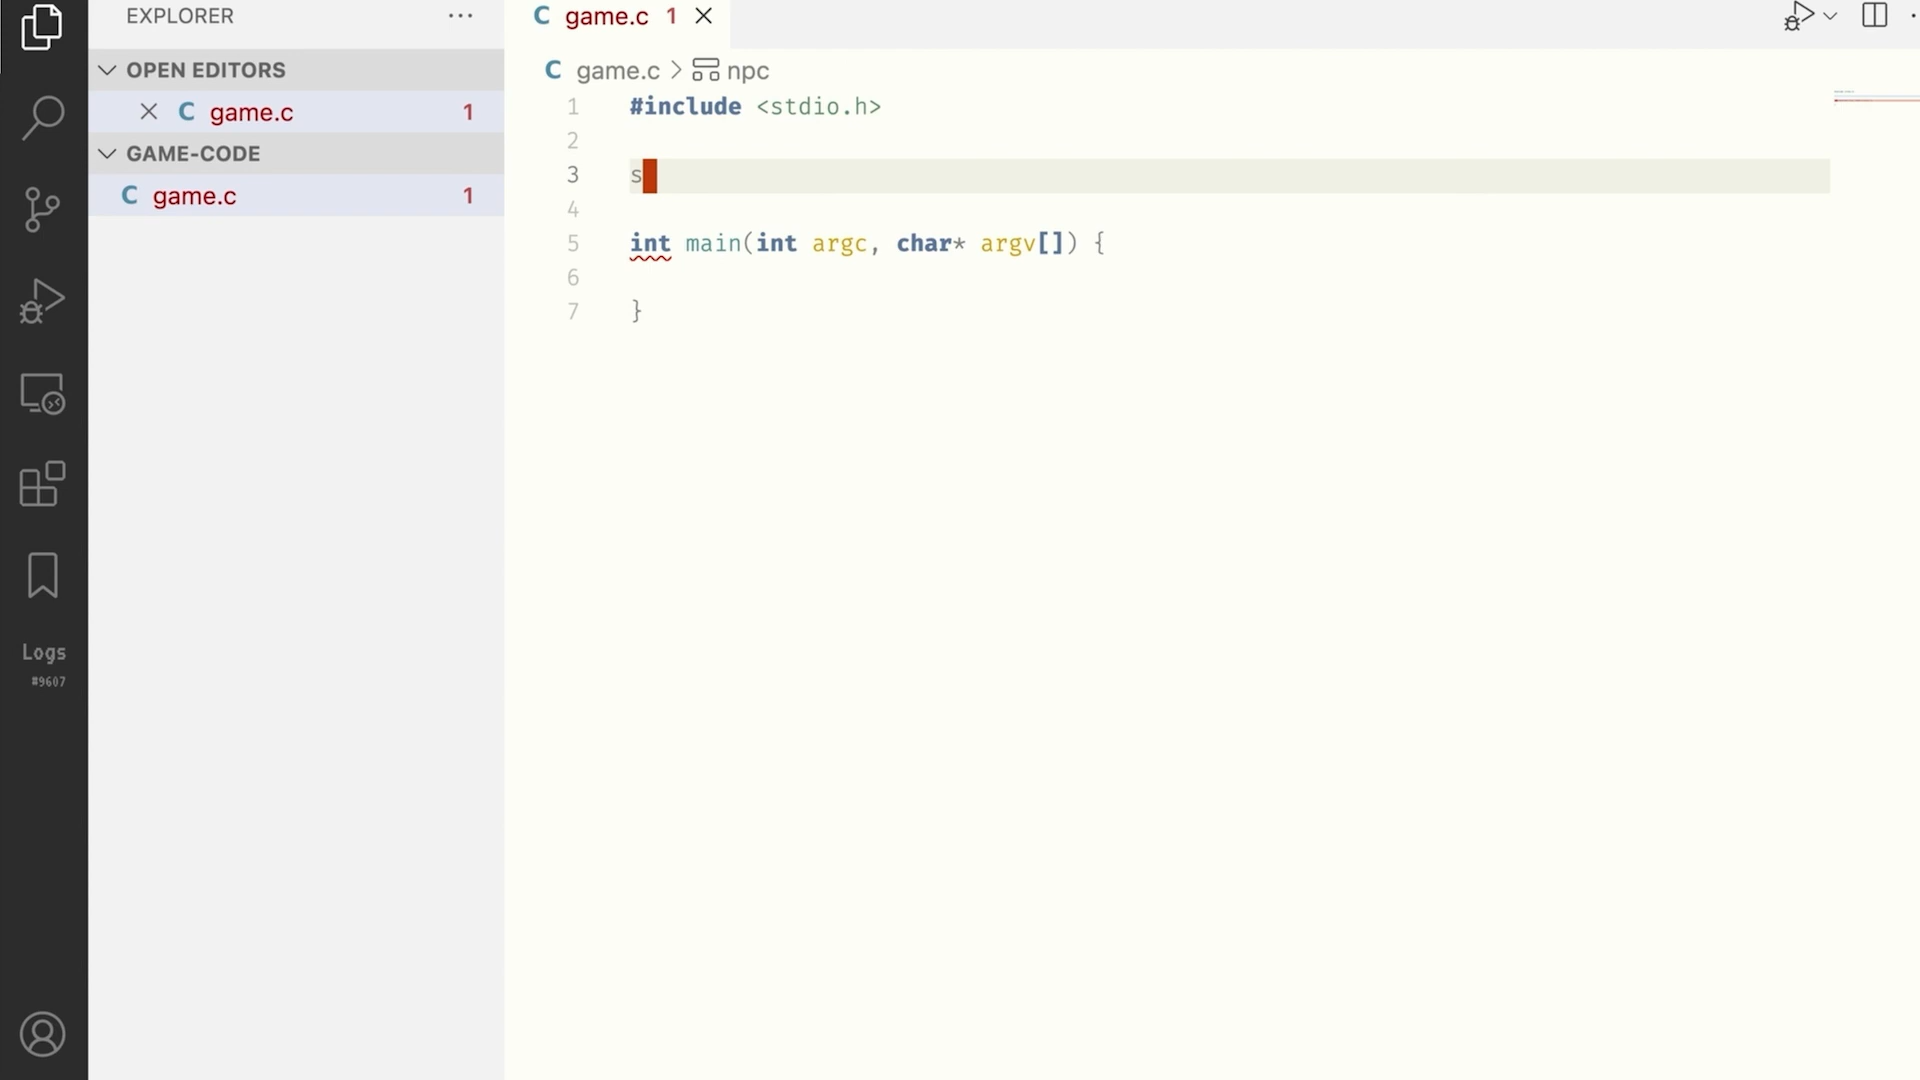 EXPLORER
OPEN EDITORS
C game.c 1
GAME-CODE
C game.c 1
Logs
#9607
C game.c 1
C game.c > npc
1 #include <stdio.h>
2
3 s
4
5 int main(int argc, char* argv[]) {
6
7 }